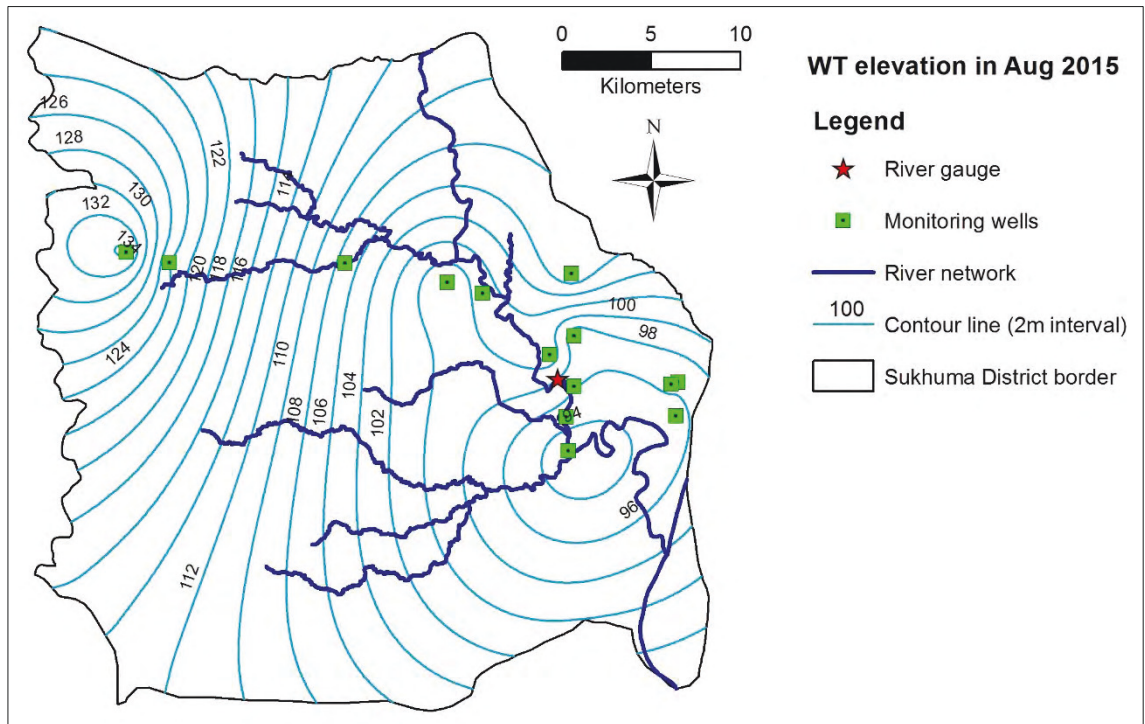 0 5 10
Kilometers
N
WT elevation in Aug 2015
Legend
River gauge
Monitoring wells
River network
100 Contour line (2m interval)
Sukhuma District border
126
128
122
114
130
132
134
120
118
116
100
98
124
110
104
108
106
102
94
96
112